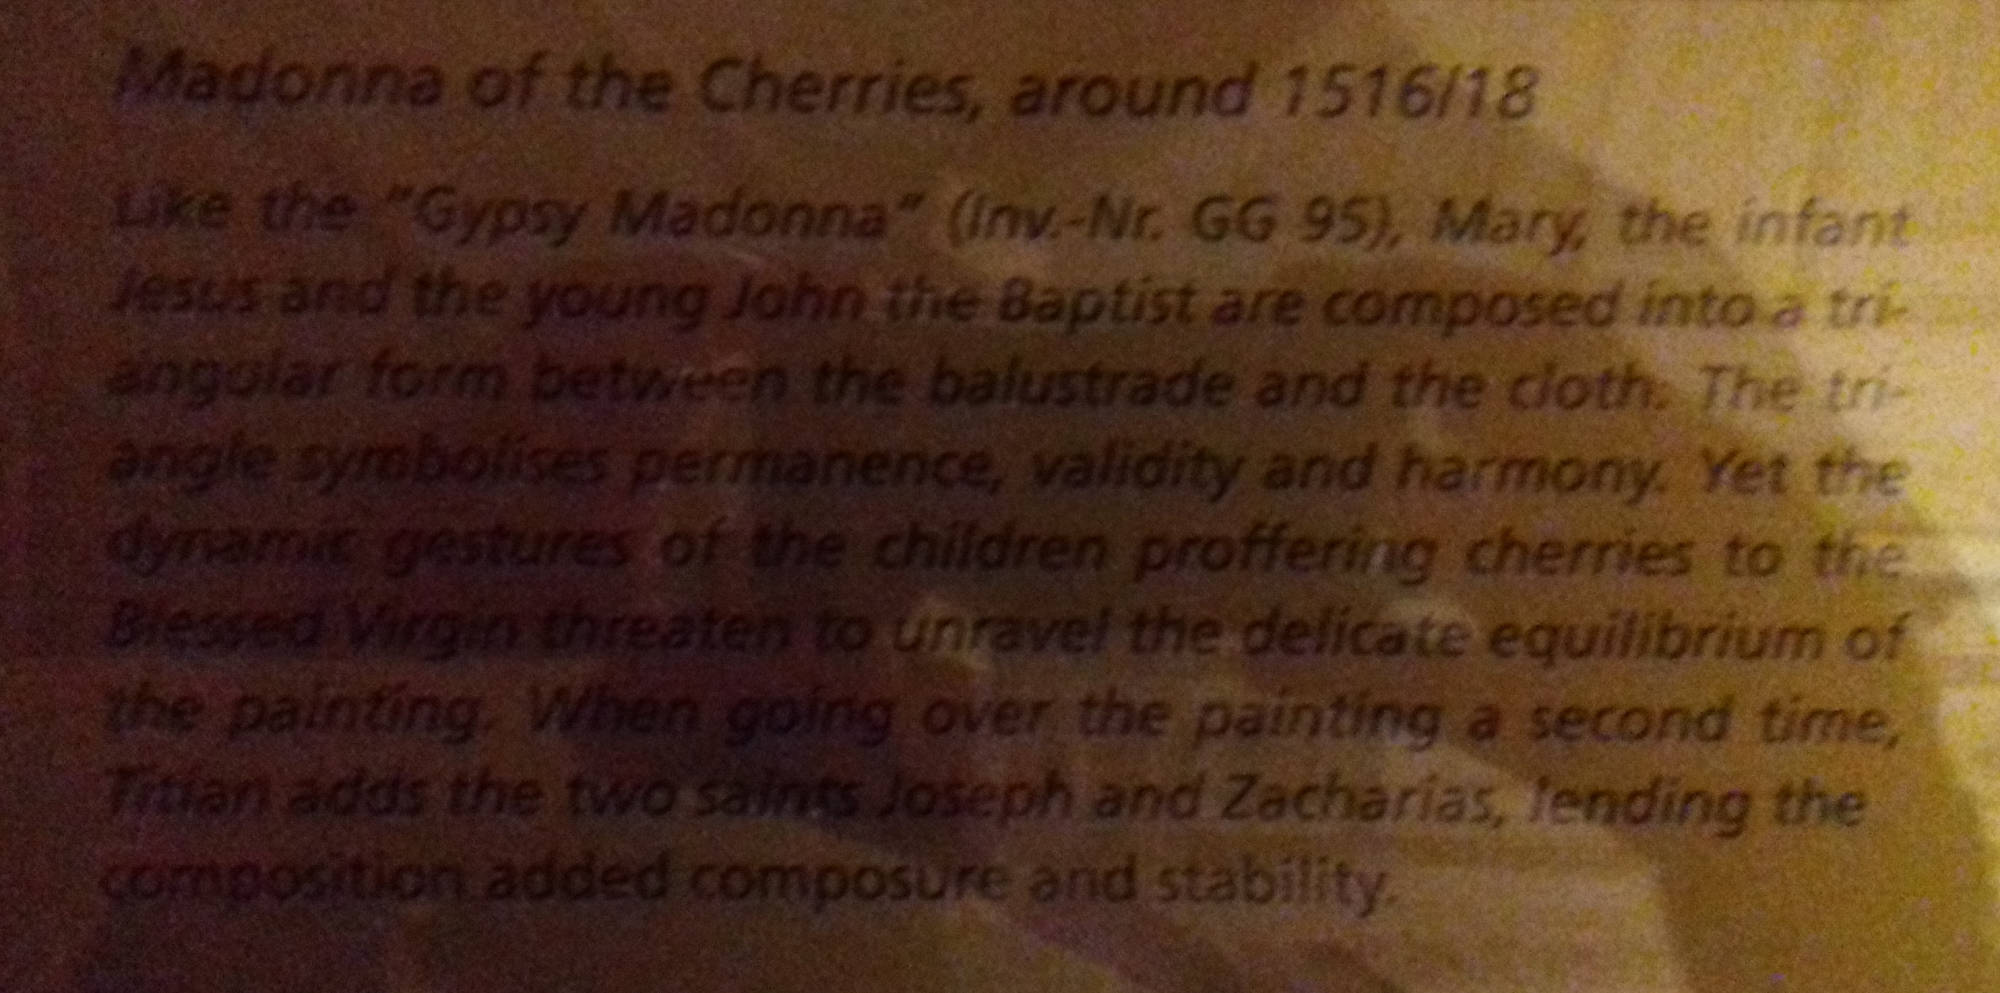 Madonna of the Cherries, around 1516/18
Like the "Gypsy Madonna" (Inv.-Nr. GG 95), Mary, the infant
Jesus and the young John the Baptist are composed into a tri-
angular form between the balustrade and the cloth. The tri-
angle symbolises permanence, validity and harmony. Yet the
dynamic gestures of the children proffering cherries to the
Blessed Virgin threaten to unravel the delicate equilibrium of
the painting. When going over the painting a second time,
Titian adds the two saints Joseph and Zacharias, lending the
composition added composure and stability.